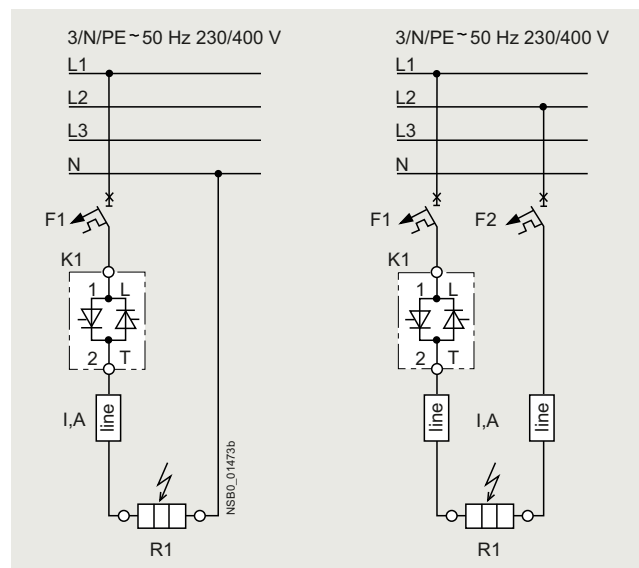 3/N/PE~50 Hz 230/400 V
L1
L2
L3
N
F1
K1
1 L
2 T
I,A
line
R1
NSB0_01473b
3/N/PE~50 Hz 230/400 V
L1
L2
L3
N
F1
F2
K1
1 L
2 T
line
I,A
line
R1